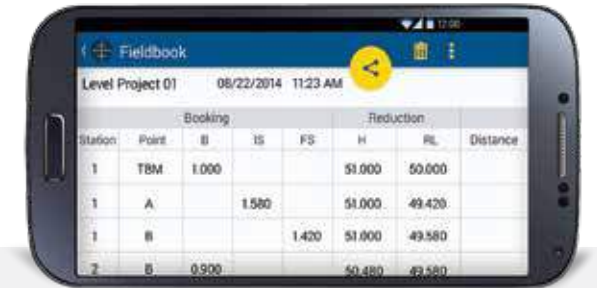 12:00
Fieldbook
Level Project 01 08/22/2014 11:23 AM
Booking Reduction
Station Point B IS FS H RL Distance
1 TBM 1.000 51.000 50.000
1 A 1.580 51.000 49.420
1 B 1.420 51.000 49.580
2 B 0.900 50.480 49.580